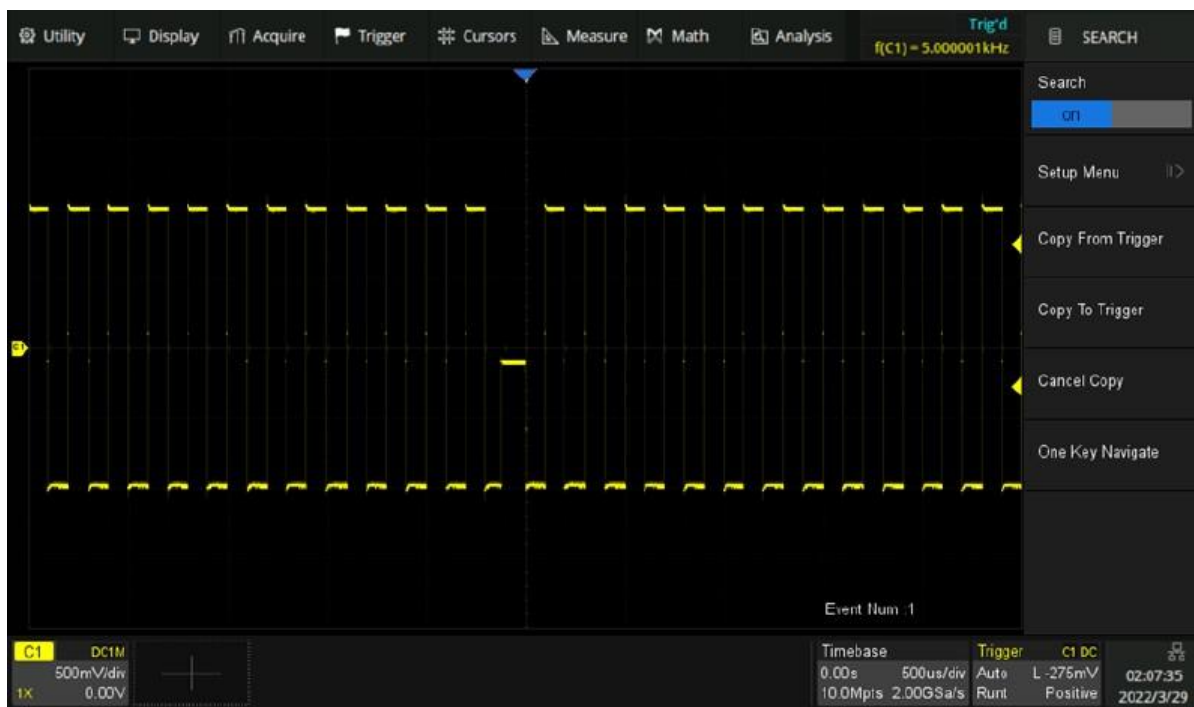 Utility Display Acquire Trigger Cursors Measure Math Analysis Trig'd SEARCH
f(C1) = 5.000001kHz
Search
on
Setup Menu
Copy From Trigger
C1
Copy To Trigger
Cancel Copy
One Key Navigate
Event Num :1
C1 DC1M Timebase Trigger C1 DC
500mV/div 0.00s 500us/div Auto L -275mV 02:07:35
1X 0.00V 10.0Mpts 2.00GSa/s Runt Positive 2022/3/29